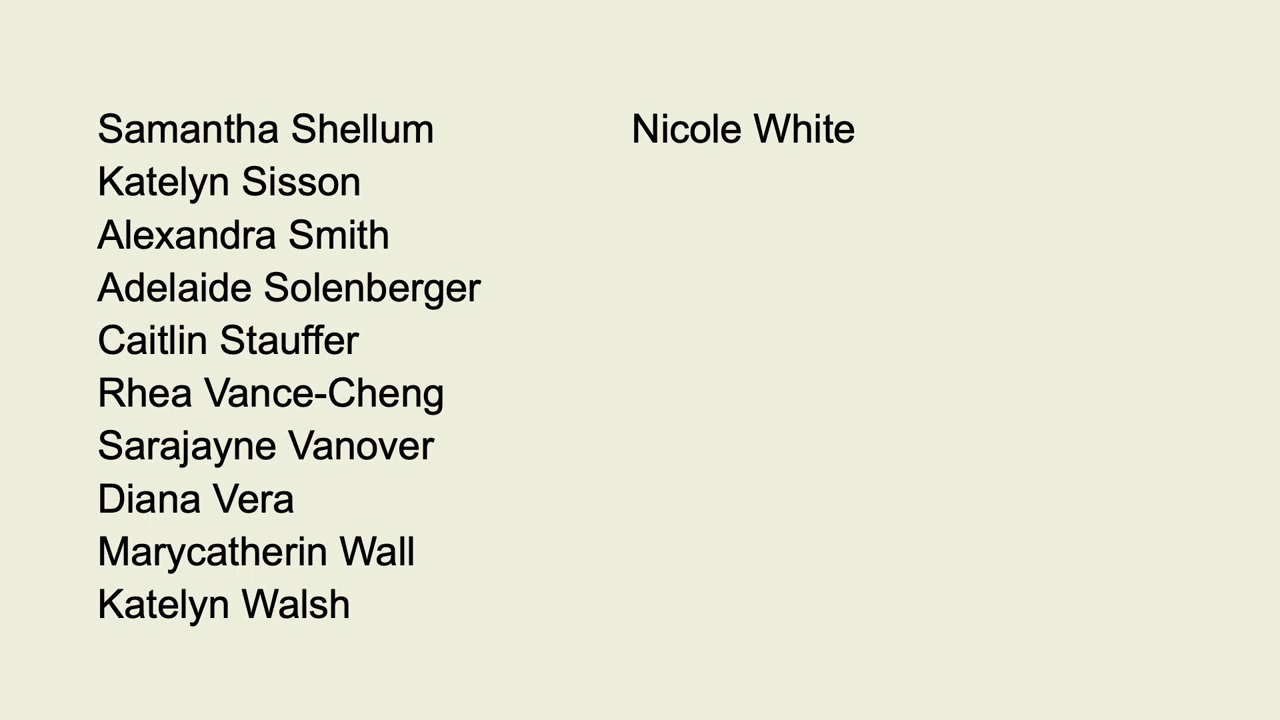 Samantha Shellum
Katelyn Sisson
Alexandra Smith
Adelaide Solenberger
Caitlin Stauffer
Rhea Vance-Cheng
Sarajayne Vanover
Diana Vera
Marycatherin Wall
Katelyn Walsh
Nicole White